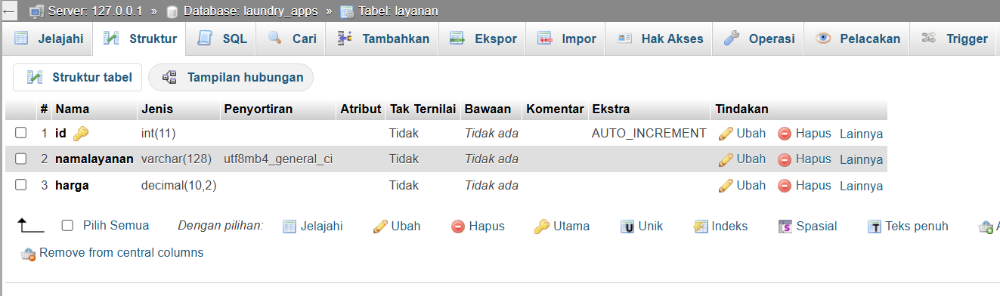 Server: 127.0.0.1 » Database: laundry_apps » Tabel: layanan
Jelajahi Struktur SQL Cari Tambahkan Ekspor Impor Hak Akses Operasi Pelacakan Trigger
Struktur tabel Tampilan hubungan
# Nama Jenis Penyortiran Atribut Tak Ternilai Bawaan Komentar Ekstra Tindakan
1 id int(11) Tidak Tidak ada AUTO_INCREMENT Ubah Hapus Lainnya
2 namalayanan varchar(128) utf8mb4_general_ci Tidak Tidak ada Ubah Hapus Lainnya
3 harga decimal(10,2) Tidak Tidak ada Ubah Hapus Lainnya
Pilih Semua Dengan pilihan: Jelajahi Ubah Hapus Utama Unik Indeks Spasial Teks penuh
Remove from central columns